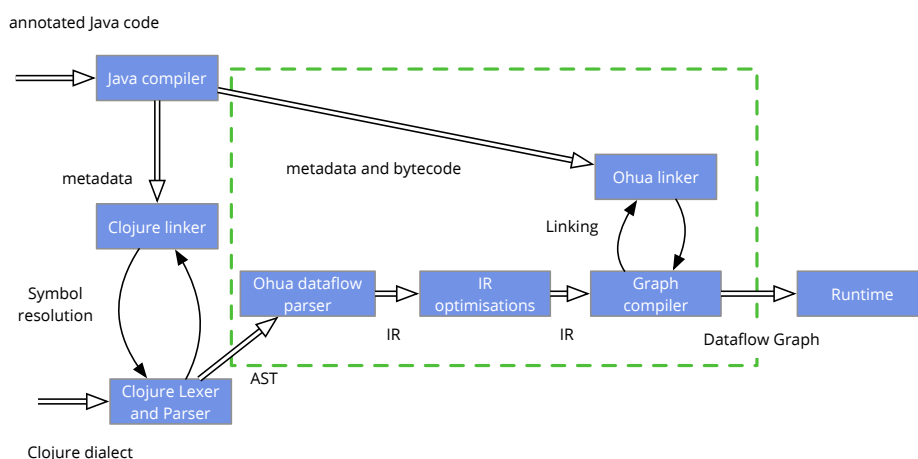 annotated Java code
Java compiler
metadata and bytecode
Ohua linker
metadata
Clojure linker
Linking
Symbol
resolution
Ohua dataflow
parser
IR
optimisations
Graph
compiler
Runtime
IR
IR
Dataflow Graph
AST
Clojure Lexer
and Parser
Clojure dialect